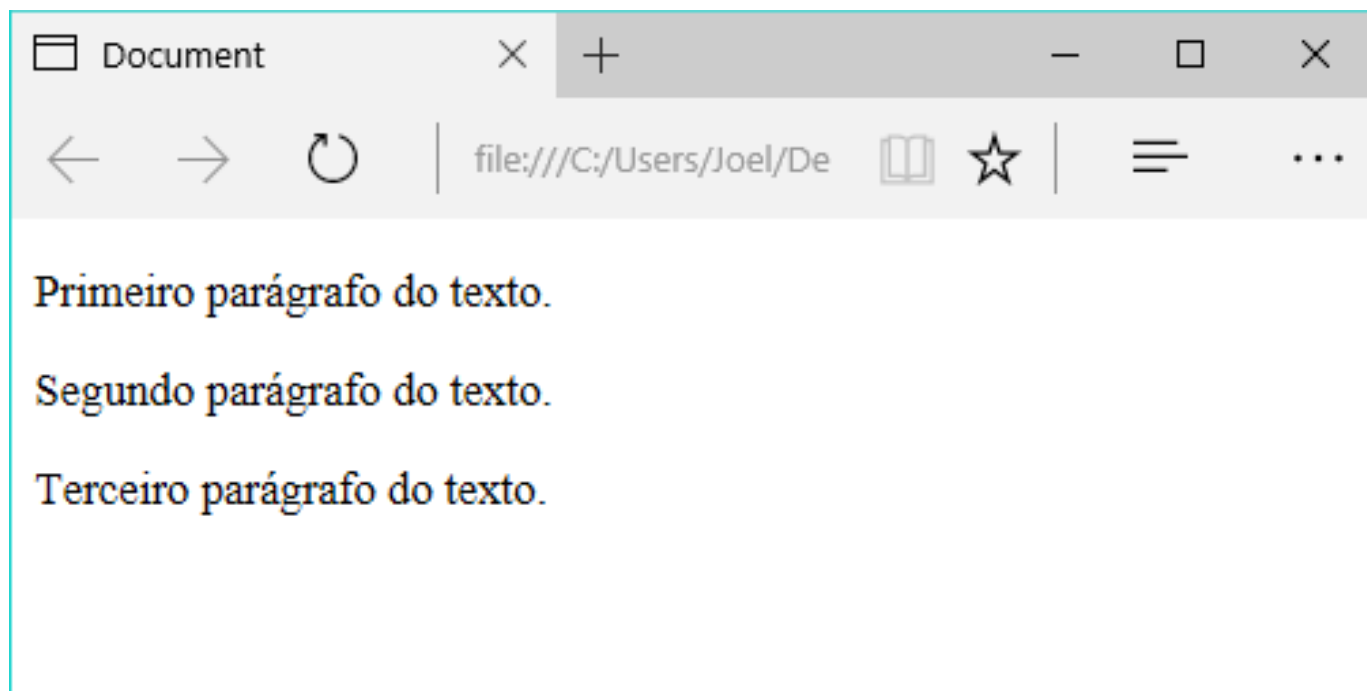 Document
file:///C:/Users/Joel/De
Primeiro parágrafo do texto.
Segundo parágrafo do texto.
Terceiro parágrafo do texto.